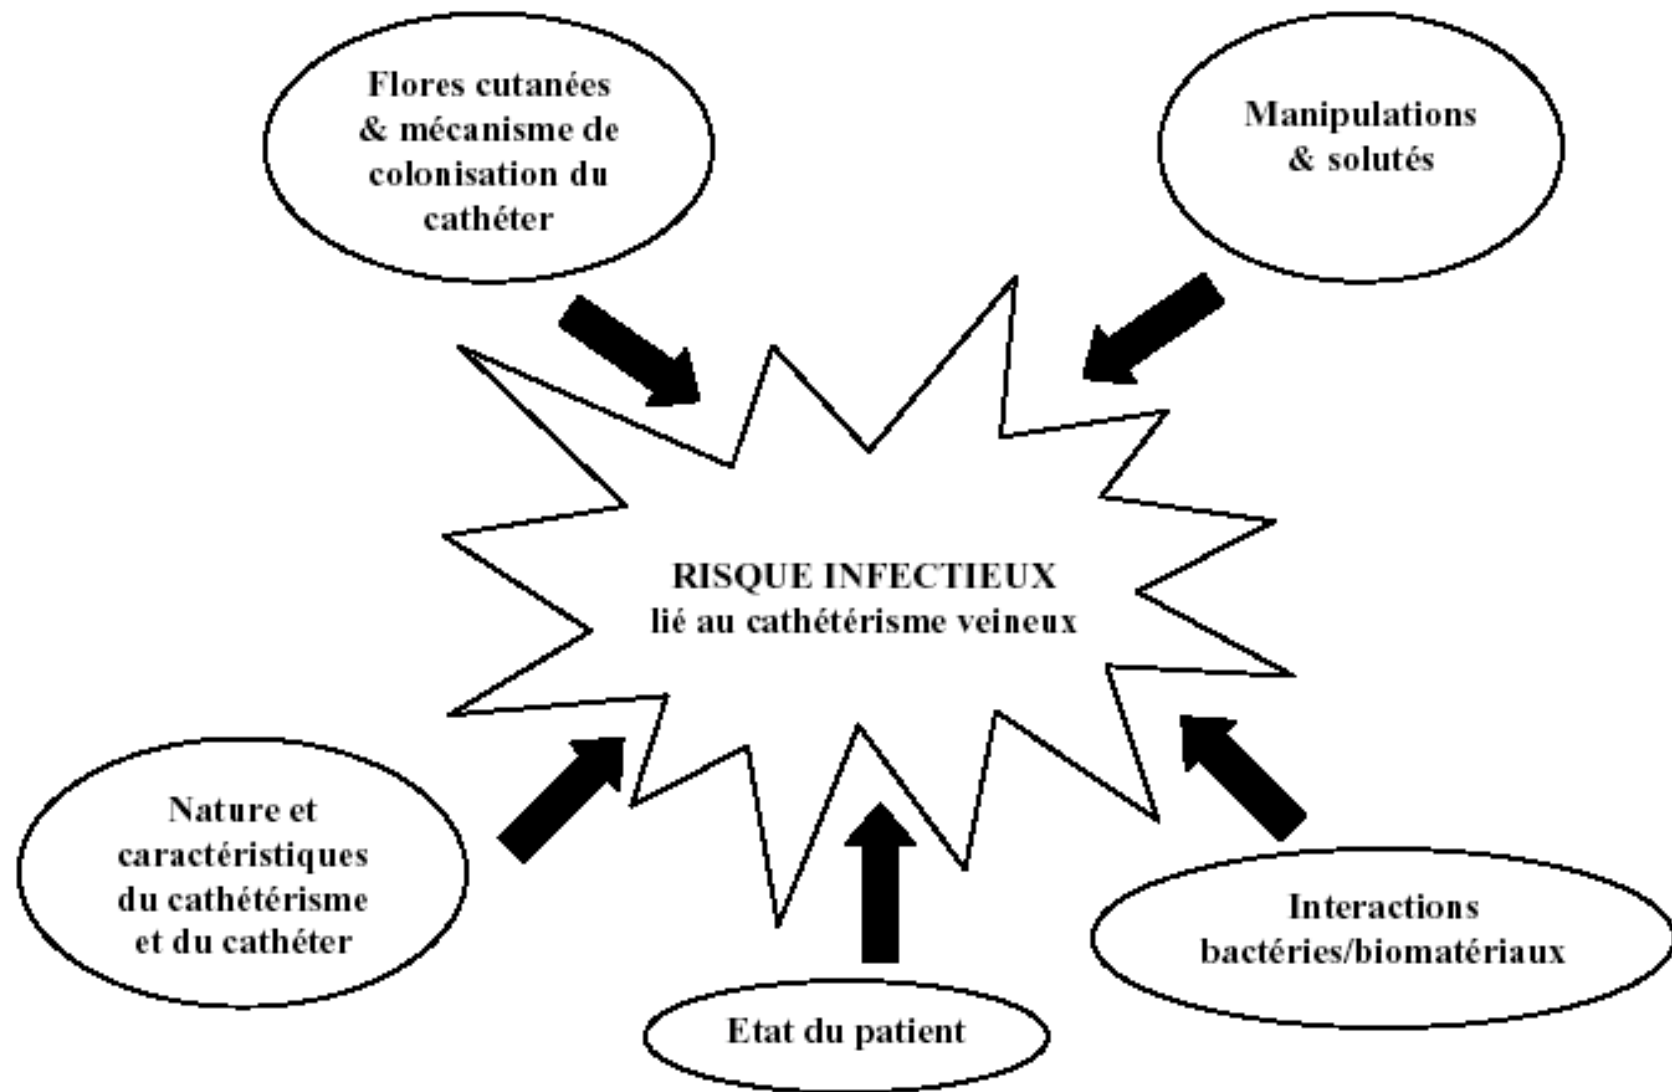 Flores cutanées
& mécanisme de
colonisation du
cathéter
Manipulations
& solutés
RISQUE INFECTIEUX
lié au cathétérisme veineux
Nature et
caractéristiques
du cathétérisme
et du cathéter
Interactions
bactéries/biomatériaux
Etat du patient